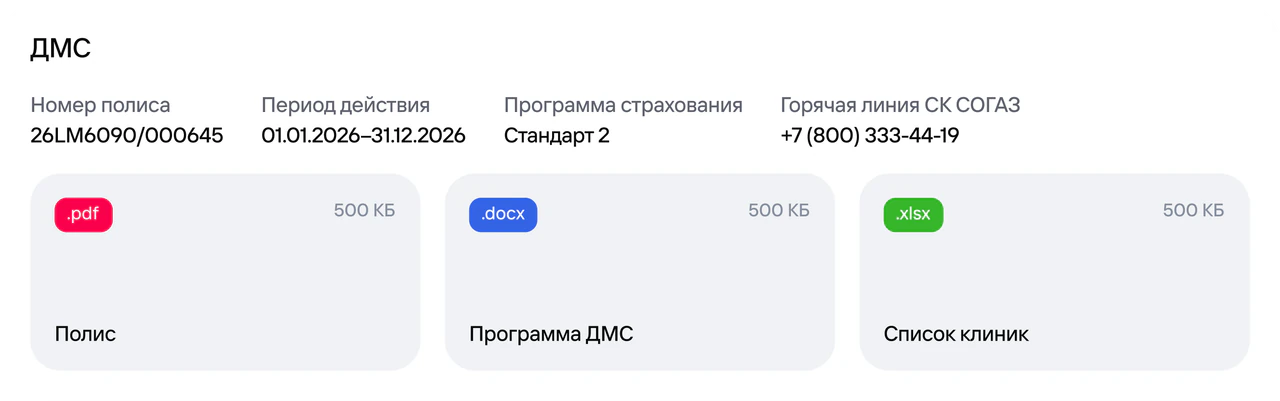 ДМС
Номер полиса Период действия Программа страхования Горячая линия СК СОГАЗ
26LM6090/000645 01.01.2026–31.12.2026 Стандарт 2 +7 (800) 333-44-19
.pdf 500 КБ .docx 500 КБ .xlsx 500 КБ
Полис Программа ДМС Список клиник